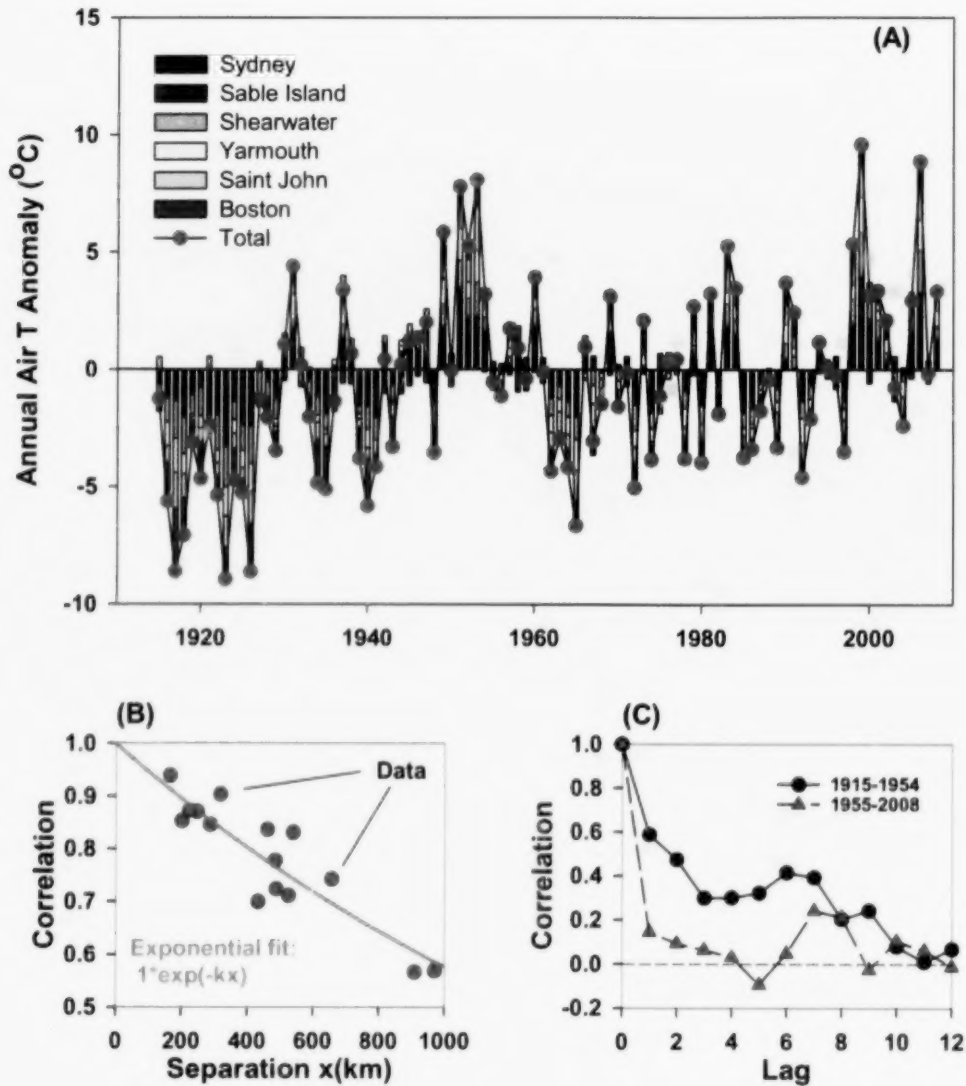 (A)
15
10
5
0
-5
-10
Annual Air T Anomaly (°C)
Sydney
Sable Island
Shearwater
Yarmouth
Saint John
Boston
Total
1920
1940
1960
1980
2000
(B)
1.0
0.9
0.8
0.7
0.6
0.5
Correlation
Data
Exponential fit:
1*exp(-kx)
0 200 400 600 800 1000
Separation x(km)
(C)
1.0
0.8
0.6
0.4
0.2
0.0
-0.2
Correlation
1915-1954
1955-2008
0 2 4 6 8 10 12
Lag